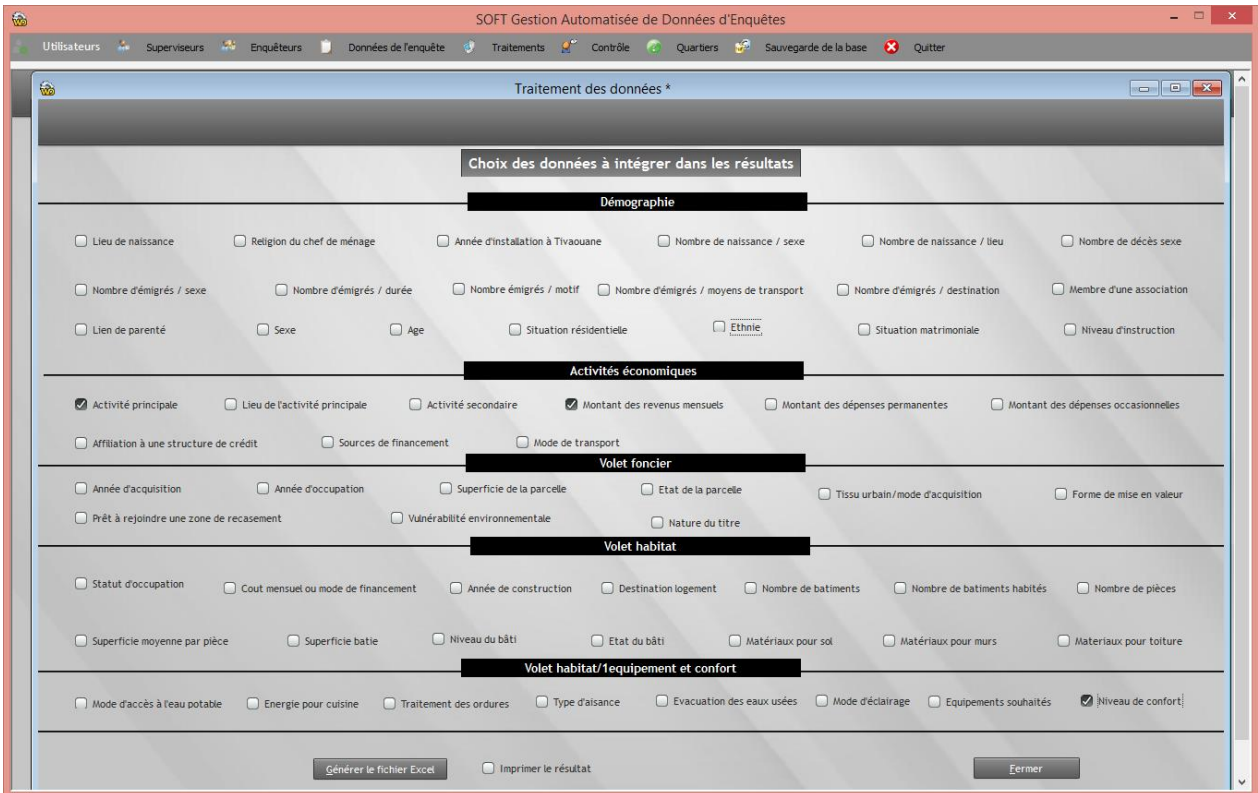 SOFT Gestion Automatisée de Données d'Enquêtes
Utilisateurs Superviseurs Enquêteurs Données de l'enquête Traitements Contrôle Quartiers Sauvegarde de la base Quitter
Traitement des données *
Choix des données à intégrer dans les résultats
Démographie
Lieu de naissance Religion du chef de ménage Année d'installation à Tivaouane Nombre de naissance / sexe Nombre de naissance / lieu Nombre de décès sexe
Nombre d'émigrés / sexe Nombre d'émigrés / durée Nombre émigrés / motif Nombre d'émigrés / moyens de transport Nombre d'émigrés / destination Membre d'une association
Lien de parenté Sexe Age Situation résidentielle Ethnie Situation matrimoniale Niveau d'instruction
Activités économiques
Activité principale Lieu de l'activité principale Activité secondaire Montant des revenus mensuels Montant des dépenses permanentes Montant des dépenses occasionnelles
Affiliation à une structure de crédit Sources de financement Mode de transport
Volet foncier
Année d'acquisition Année d'occupation Superficie de la parcelle Etat de la parcelle Tissu urbain/mode d'acquisition Forme de mise en valeur
Prêt à rejoindre une zone de recasement Vulnérabilité environnementale Nature du titre
Volet habitat
Statut d'occupation Cout mensuel ou mode de financement Année de construction Destination logement Nombre de batiments Nombre de batiments habités Nombre de pièces
Superficie moyenne par pièce Superficie batie Niveau du bâti Etat du bâti Matériaux pour sol Matériaux pour murs Materiaux pour toiture
Volet habitat/1equipement et confort
Mode d'accès à l'eau potable Energie pour cuisine Traitement des ordures Type d'aisance Evacuation des eaux usées Mode d'éclairage Equipements souhaités Niveau de confort
Générer le fichier Excel Imprimer le résultat Fermer